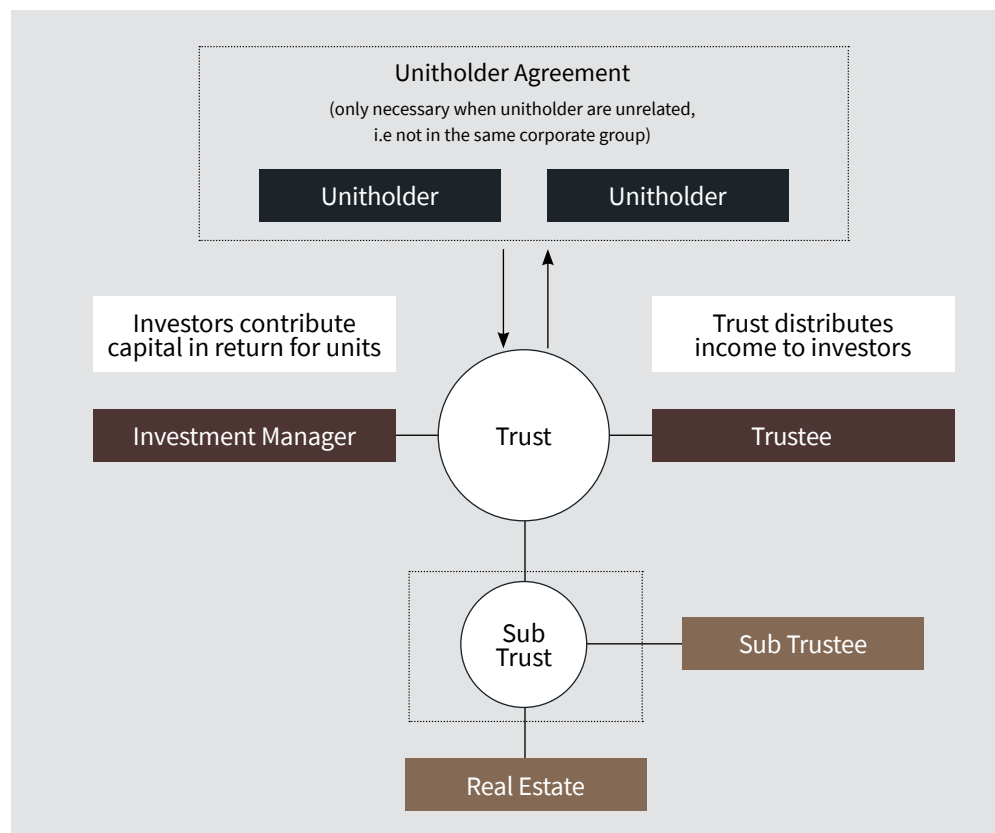 Unitholder Agreement
(only necessary when unitholder are unrelated,
i.e not in the same corporate group)
Unitholder
Unitholder
Investors contribute
capital in return for units
Trust distributes
income to investors
Investment Manager
Trust
Trustee
Sub
Trust
Sub Trustee
Real Estate